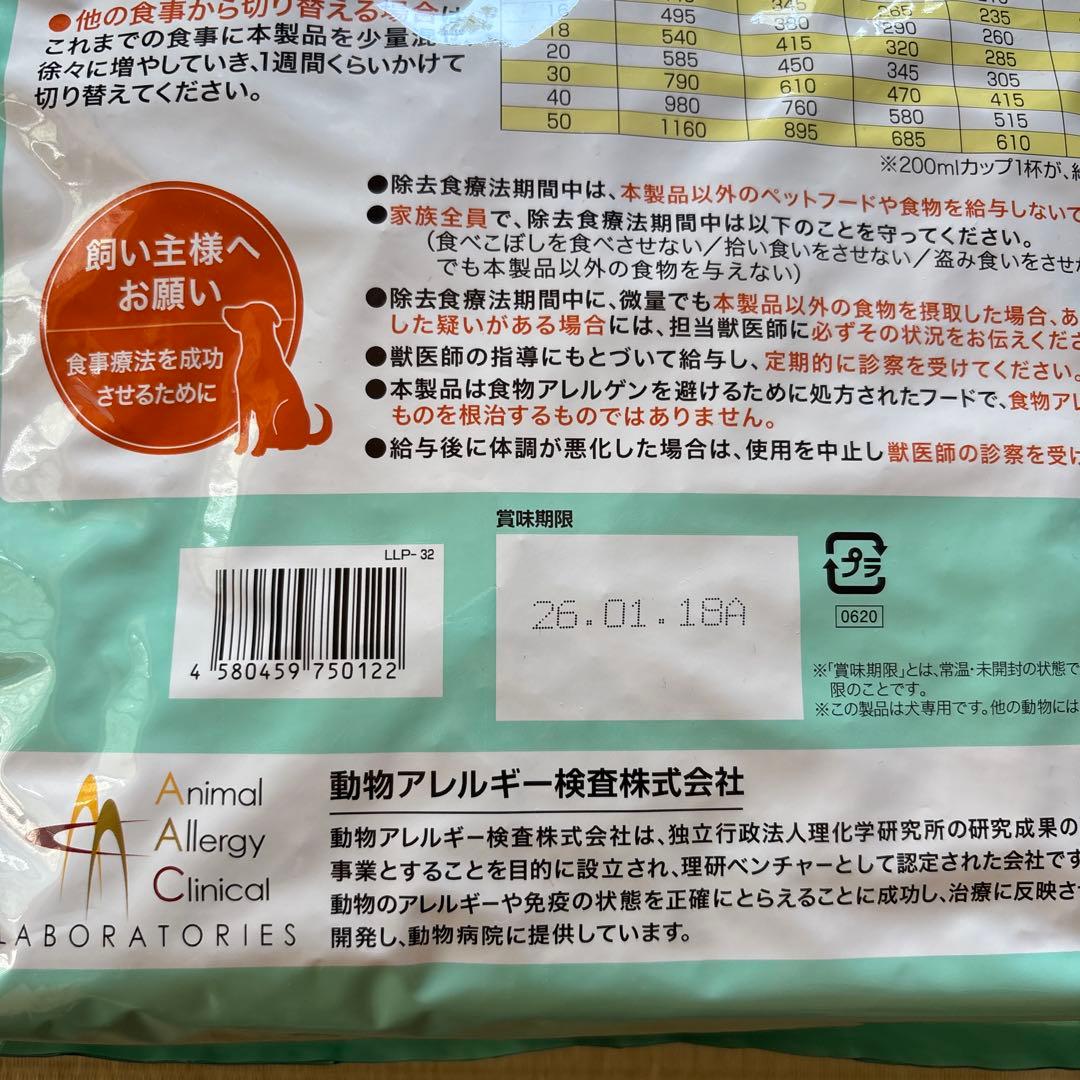 ●他の食事から切り替える場合は
これまでの食事に本製品を少量混
徐々に増やしていき、1週間くらいかけて
切り替えてください。
16 495 345 265 235
18 540 380 290 260
20 585 415 320 285
30 790 450 345 305
40 980 610 470 415
50 1160 760 580 515
895 685 610
※200mlカップ1杯が、
●除去食療法期間中は、本製品以外のペットフードや食物を給与しないで
●家族全員で、除去食療法期間中は以下のことを守ってください。
(食べこぼしを食べさせない／拾い食いをさせない／盗み食いをさせ
でも本製品以外の食物を与えない)
●除去食療法期間中に、微量でも本製品以外の食物を摂取した場合、あ
した疑いがある場合には、担当獣医師に必ずその状況をお伝えくださ
●獣医師の指導にもとづいて給与し、定期的に診察を受けてください。
●本製品は食物アレルゲンを避けるために処方されたフードで、食物アレ
ものを根治するものではありません。
●給与後に体調が悪化した場合は、使用を中止し獣医師の診察を受け
飼い主様へ
お願い
食事療法を成功
させるために
賞味期限
LLP-32
26.01.18A
4 580459 750122
プラ
0620
※「賞味期限」とは、常温・未開封の状態で
限のことです。
※この製品は犬専用です。他の動物には
Animal
Allergy
Clinical
LABORATORIES
動物アレルギー検査株式会社
動物アレルギー検査株式会社は、独立行政法人理化学研究所の研究成果の
事業とすることを目的に設立され、理研ベンチャーとして認定された会社です
動物のアレルギーや免疫の状態を正確にとらえることに成功し、治療に反映さ
開発し、動物病院に提供しています。